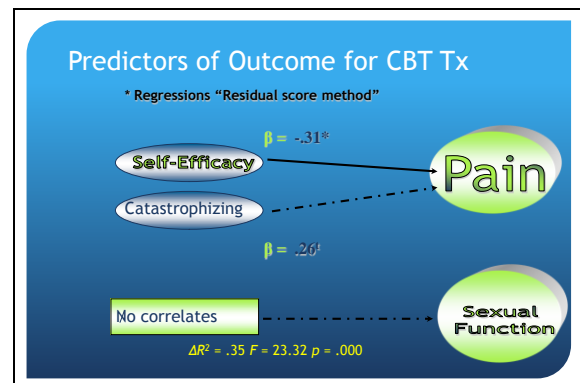 Predictors of Outcome for CBT Tx
* Regressions “Residual score method”
β = -.31*
Self-Efficacy
Pain
Catastrophizing
β = .26ᵗ
No correlates
Sexual
Function
ΔR² = .35 F = 23.32 p = .000